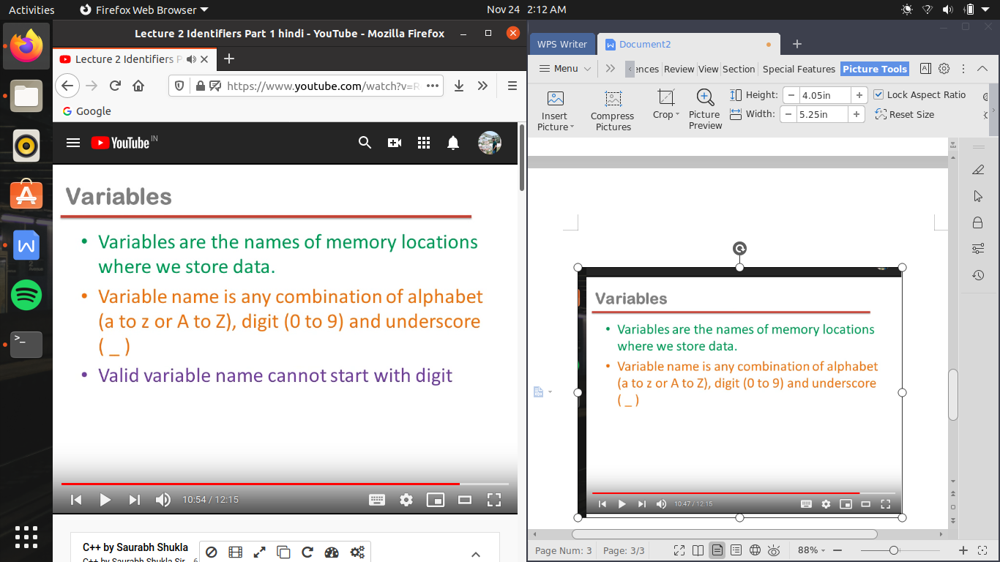 Activities
Firefox Web Browser
Nov 24 2:12 AM
Lecture 2 Identifiers Part 1 hindi - YouTube - Mozilla Firefox
Lecture 2 Identifiers P
https://www.youtube.com/watch?v=R
Google
YouTube IN
Variables
• Variables are the names of memory locations
where we store data.
• Variable name is any combination of alphabet
(a to z or A to Z), digit (0 to 9) and underscore
( _ )
• Valid variable name cannot start with digit
10:54 / 12:15
C++ by Saurabh Shukla
C++ by Saurabh Shukla Sir
WPS Writer
Document2
Menu
ences Review View Section Special Features Picture Tools
Insert
Picture
Compress
Pictures
Crop
Picture
Preview
Height: 4.05in
Width: 5.25in
Lock Aspect Ratio
Reset Size
Variables
• Variables are the names of memory locations
where we store data.
• Variable name is any combination of alphabet
(a to z or A to Z), digit (0 to 9) and underscore
( _ )
10:47 / 12:15
Page Num: 3 Page: 3/3
88%